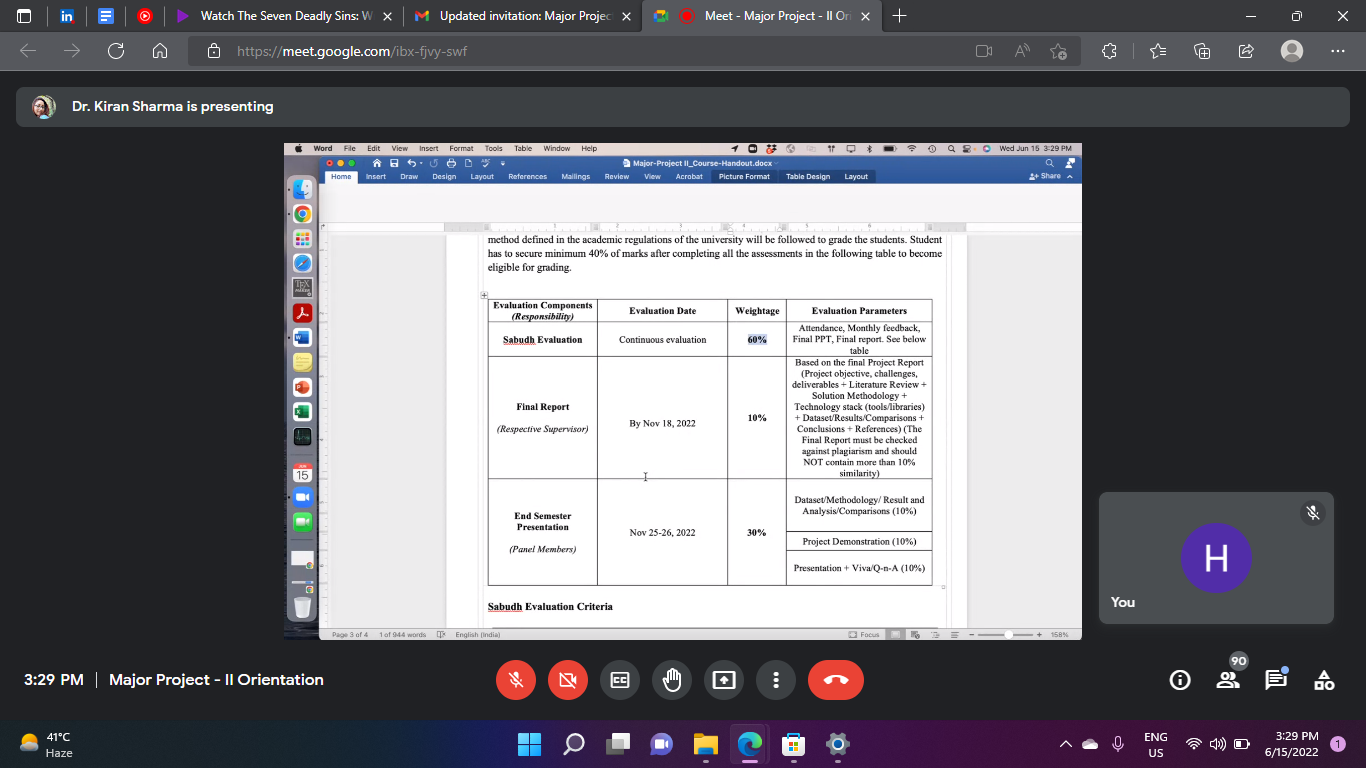 Watch The Seven Deadly Sins: W
Updated invitation: Major Projec
Meet - Major Project - II Or
https://meet.google.com/ibx-fjvy-swf
Dr. Kiran Sharma is presenting
Word File Edit View Insert Format Tools Table Window Help
Wed Jun 15 3:29 PM
Major-Project II_Course-Handout.docx
Home Insert Draw Design Layout References Mailings Review View Acrobat Picture Format Table Design Layout
Share
method defined in the academic regulations of the university will be followed to grade the students. Student
has to secure minimum 40% of marks after completing all the assessments in the following table to become
eligible for grading.
Evaluation Components
(Responsibility)
Evaluation Date
Weightage
Evaluation Parameters
Sabudh Evaluation
Continuous evaluation
60%
Attendance, Monthly feedback,
Final PPT, Final report. See below
table
Final Report
(Respective Supervisor)
By Nov 18, 2022
10%
Based on the final Project Report
(Project objective, challenges,
deliverables + Literature Review +
Solution Methodology +
Technology stack (tools/libraries)
+ Dataset/Results/Comparisons +
Conclusions + References) (The
Final Report must be checked
against plagiarism and should
NOT contain more than 10%
similarity)
End Semester
Presentation
(Panel Members)
Nov 25-26, 2022
30%
Dataset/Methodology/ Result and
Analysis/Comparisons (10%)
Project Demonstration (10%)
Presentation + Viva/Q-n-A (10%)
Sabudh Evaluation Criteria
Page 3 of 4 1 of 944 words English (India)
Focus
158%
H
You
3:29 PM | Major Project - II Orientation
90
41°C
Haze
ENG
US
3:29 PM
6/15/2022
1